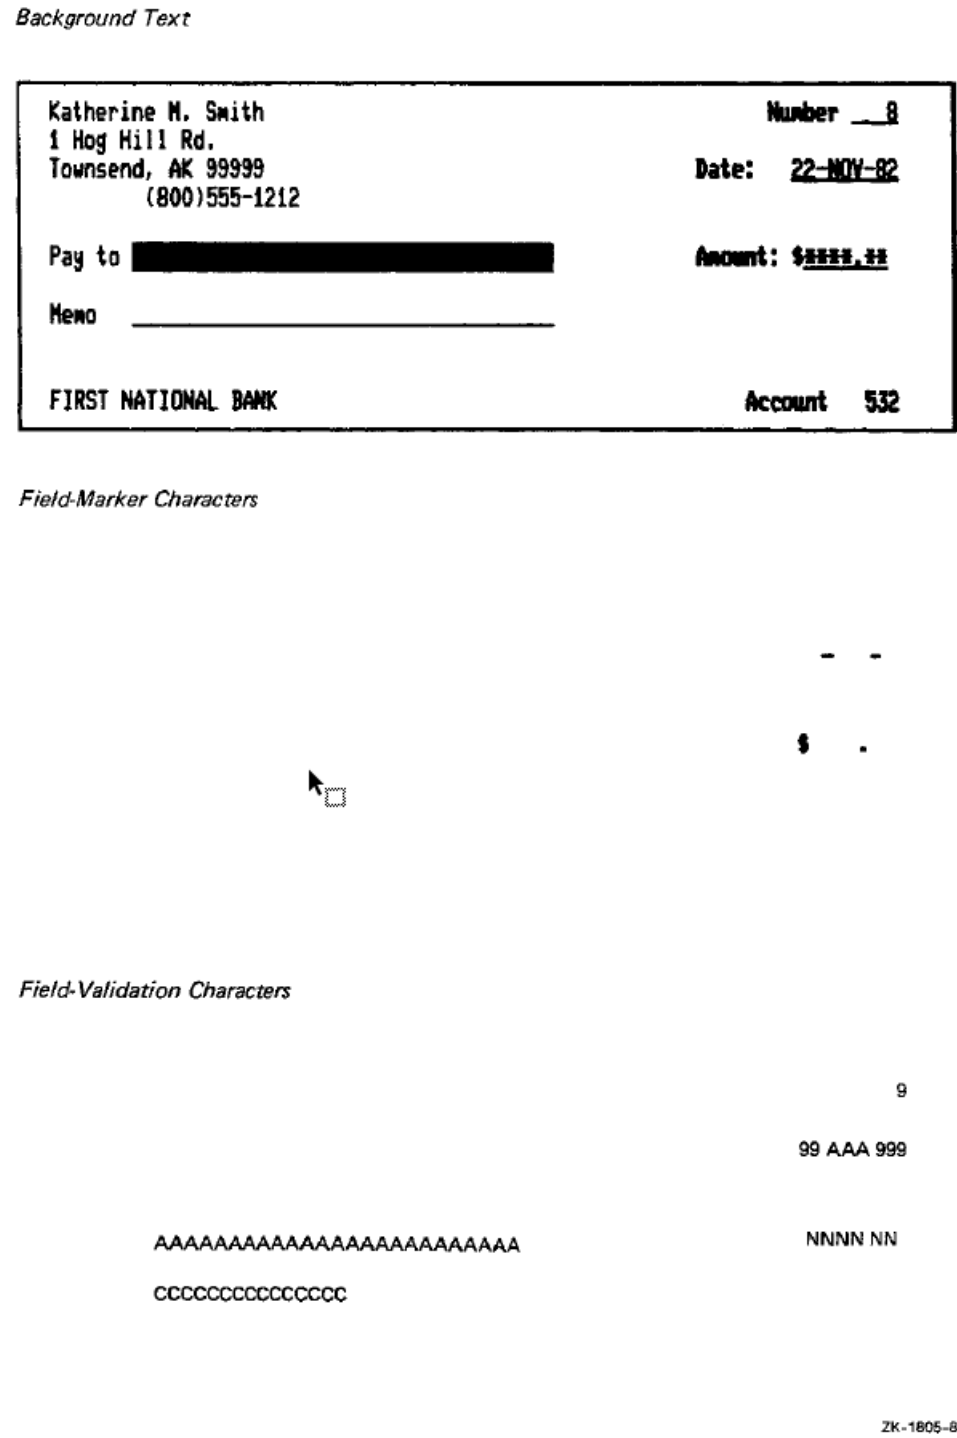 Background Text
Katherine M. Smith Number 8
1 Hog Hill Rd.
Townsend, AK 99999 Date: 22-NOV-82
(800)555-1212
Pay to Amount: $****.**
Memo
FIRST NATIONAL BANK Account 532
Field-Marker Characters
- -
$ .
Field-Validation Characters
9
99 AAA 999
AAAAAAAAAAAAAAAAAAAAAAAAA NNNN NN
CCCCCCCCCCCCCCC
ZK-1805-8